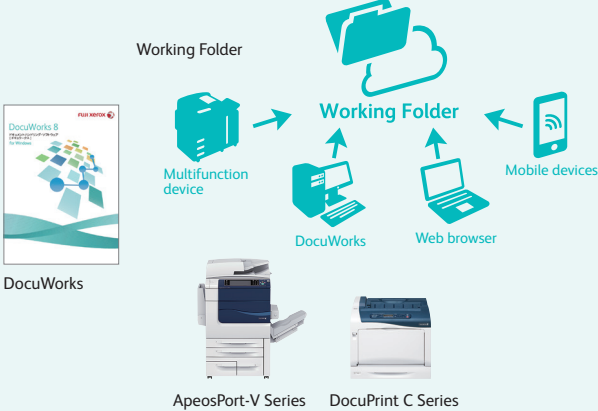 Working Folder
FUJI XEROX
DocuWorks 8
for Windows
Working Folder
Multifunction
device
DocuWorks
Web browser
Mobile devices
DocuWorks
ApeosPort-V Series
DocuPrint C Series